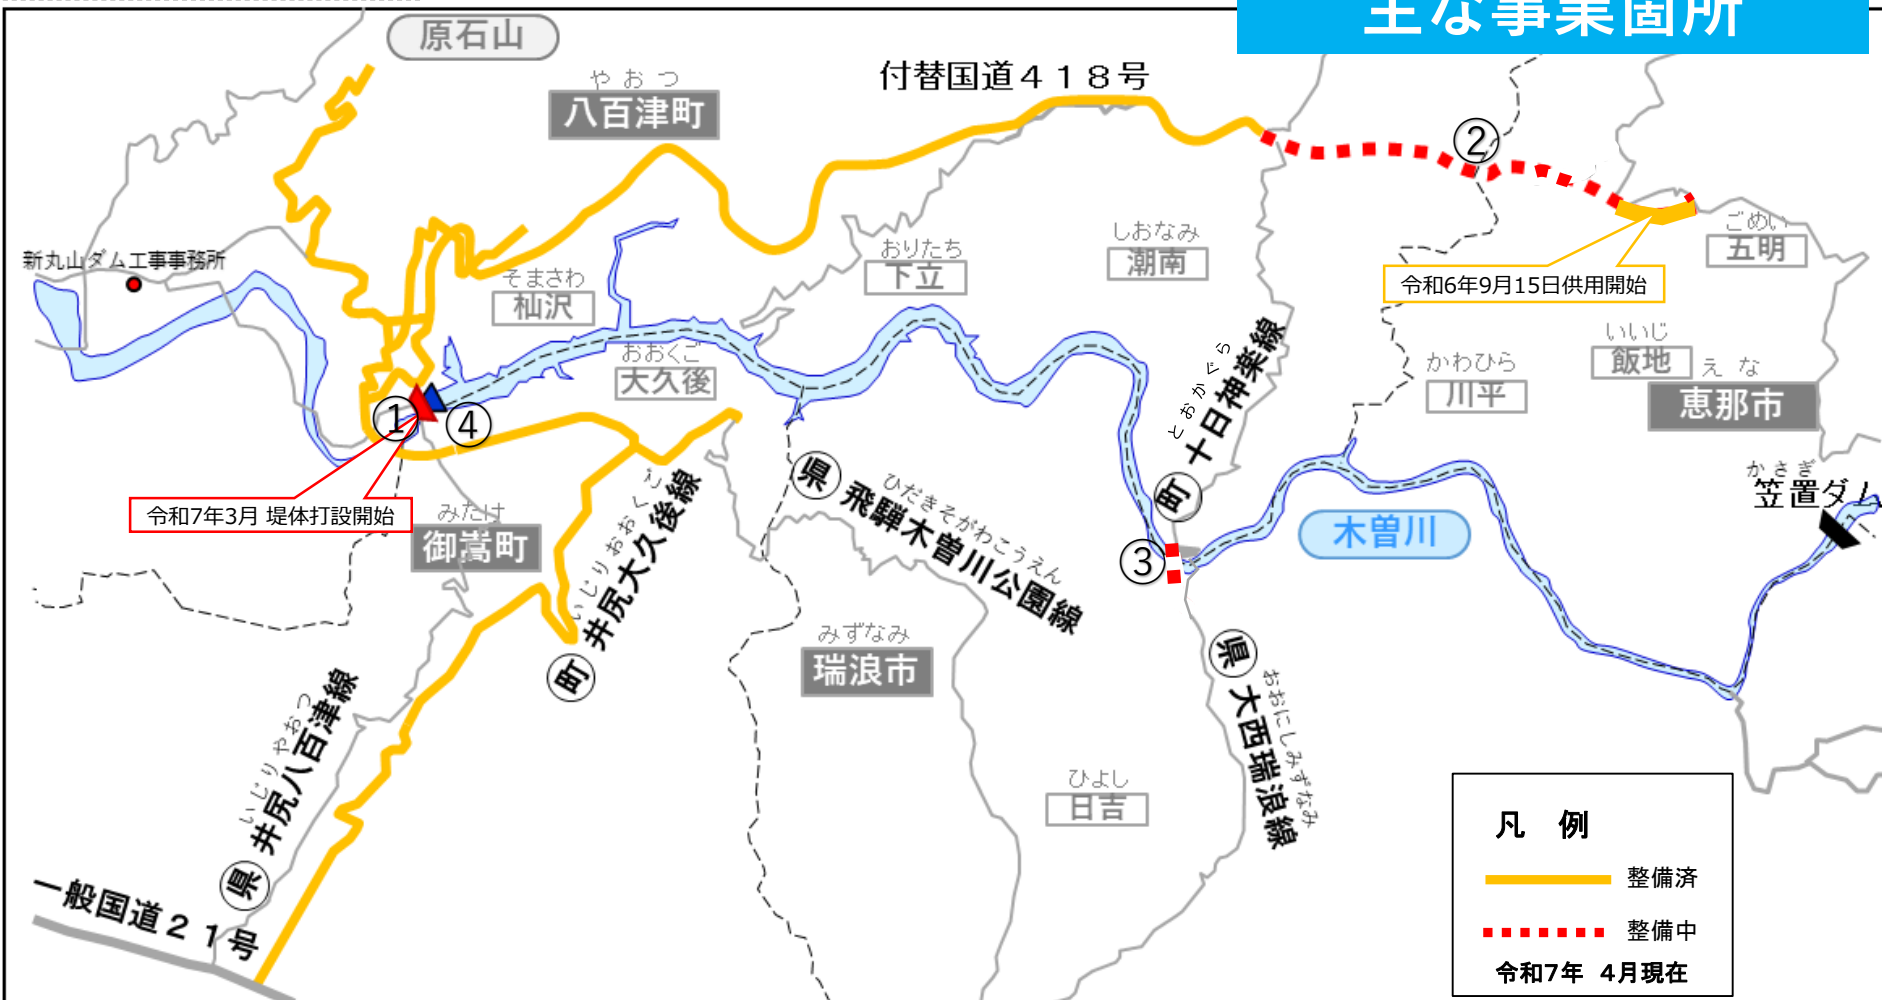 主な事業箇所
原石山
やおつ
八百津町
付替国道418号
②
ごめい
五明
令和6年9月15日供用開始
しおなみ
潮南
おりたち
下立
新丸山ダム工事事務所
そまさわ
杣沢
おおくご
大久後
とおかぐら
町 十日神楽線
いいじ
飯地
えな
恵那市
かわひら
川平
①
④
令和7年3月 堤体打設開始
みたけ
御嵩町
いじりおおくご
町 井尻大久後線
ひだきそがわこうえん
県 飛騨木曽川公園線
かさぎ
笠置ダム
木曽川
③
みずなみ
瑞浪市
おおにしみずなみ
県 大西瑞浪線
いじりやおつ
県 井尻八百津線
ひよし
日吉
一般国道21号
凡 例
整備済
整備中
令和7年 4月現在